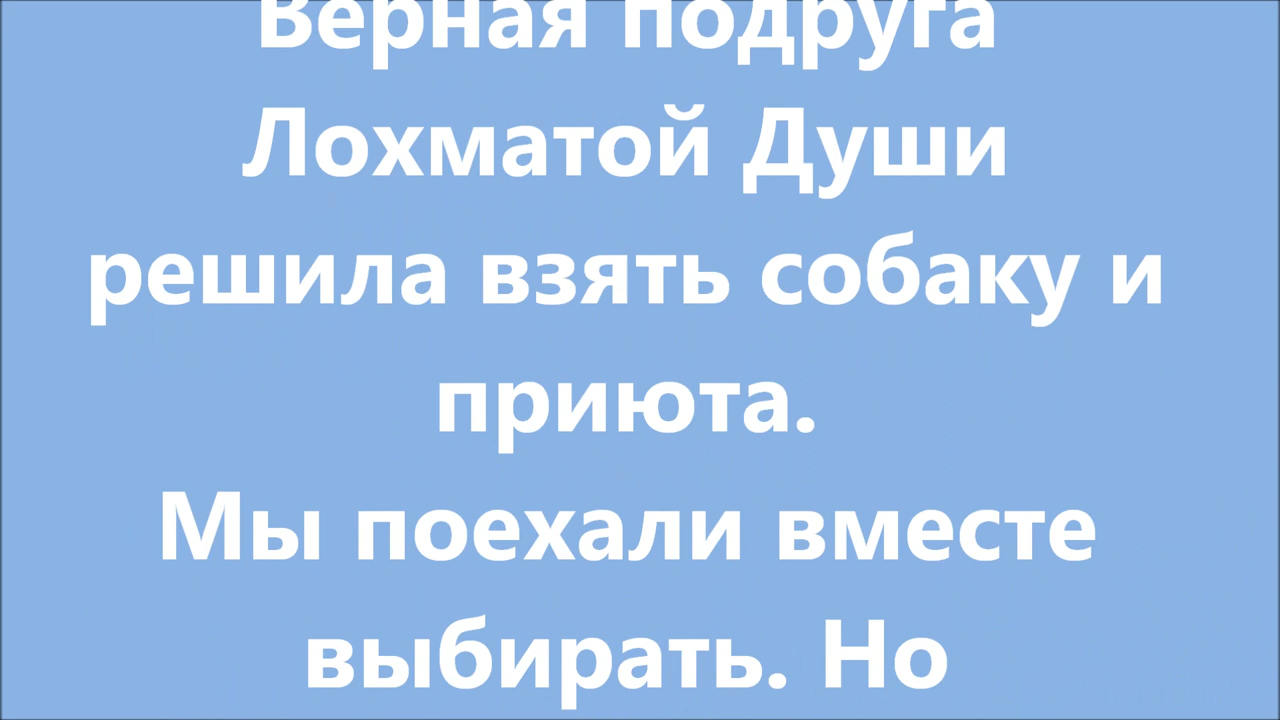 Верная подруга
Лохматой Души
решила взять собаку и
приюта.
Мы поехали вместе
выбирать. Но